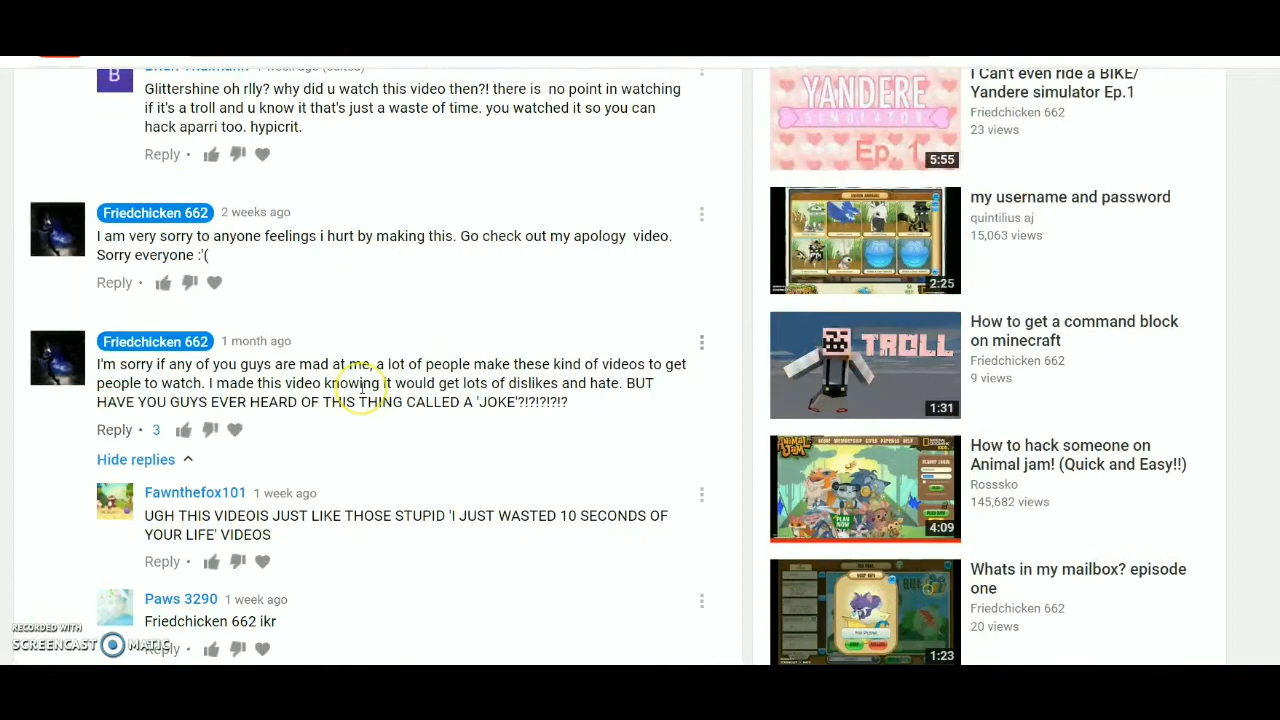 Glittershine oh rlly? why did you watch this video then?! there is  no point in watching
if it's a troll and u know it that's just a waste of time. you watched it so you can
hack aparri too. hypicrit.
Reply •
Friedchicken 662 2 weeks ago
I am very sorry to anyone feelings i hurt by making this. Go check out my apology  video.
Sorry everyone :'(
Reply •
Friedchicken 662 1 month ago
I'm sorry if any of you guys are mad at me, a lot of people make these kind of videos to get
people to watch. I made this video knowing it would get lots of dislikes and hate. BUT
HAVE YOU GUYS EVER HEARD OF THIS THING CALLED A 'JOKE'?!?!?!?!?
Reply • 3
Hide replies
Fawnthefox101 1 week ago
UGH THIS VIDEOIS JUST LIKE THOSE STUPID 'I JUST WASTED 10 SECONDS OF
YOUR LIFE' VIDEOS
Reply •
Paws 3290 1 week ago
Friedchicken 662 ikr
Reply •
RECORDED WITH
SCREENCAST MATIC
I Can't even ride a BIKE/
Yandere simulator Ep.1
Friedchicken 662
23 views
YANDERE
SIMULATOR
Ep. 1
5:55
my username and password
quintilius aj
15,063 views
2:25
How to get a command block
on minecraft
Friedchicken 662
9 views
TROLL
1:31
How to hack someone on
Animal jam! (Quick and Easy!!)
Rosssko
145,682 views
ANIMAL JAM
PLAY NOW
4:09
Whats in my mailbox? episode
one
Friedchicken 662
20 views
1:23